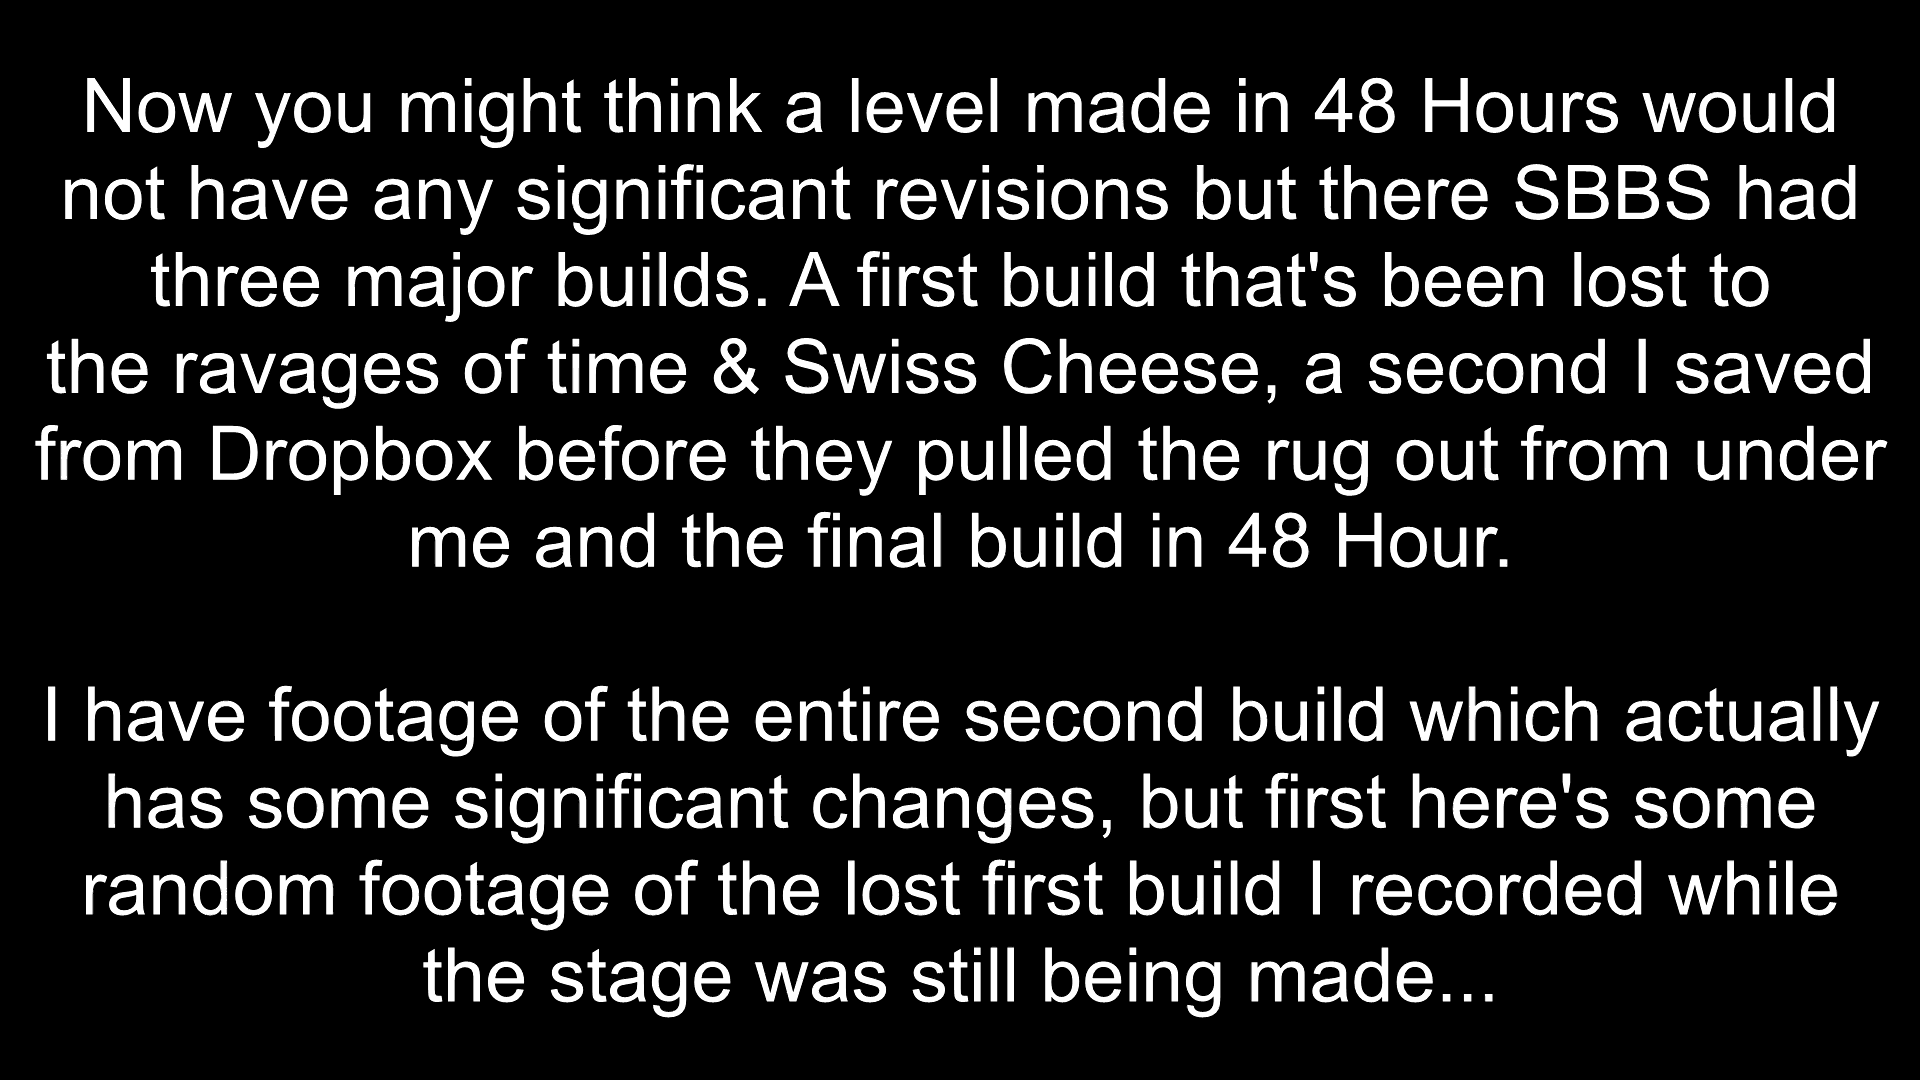 Now you might think a level made in 48 Hours would
not have any significant revisions but there SBBS had
three major builds. A first build that's been lost to
the ravages of time & Swiss Cheese, a second I saved
from Dropbox before they pulled the rug out from under
me and the final build in 48 Hour.
I have footage of the entire second build which actually
has some significant changes, but first here's some
random footage of the lost first build I recorded while
the stage was still being made...